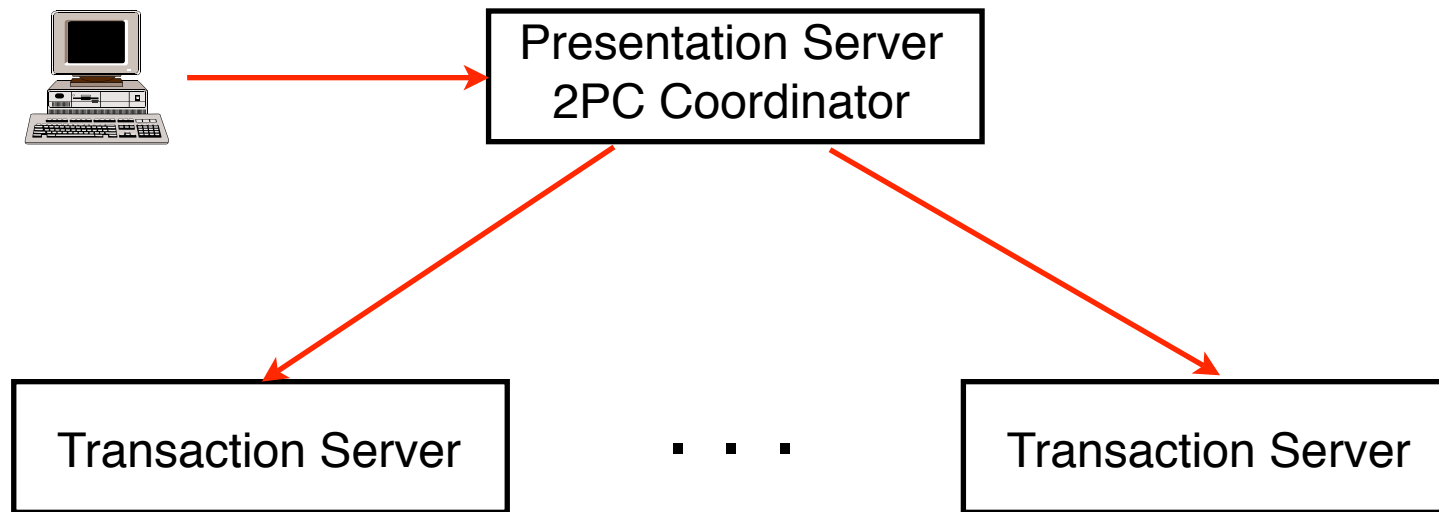 Presentation Server
2PC Coordinator
Transaction Server
. . .
Transaction Server